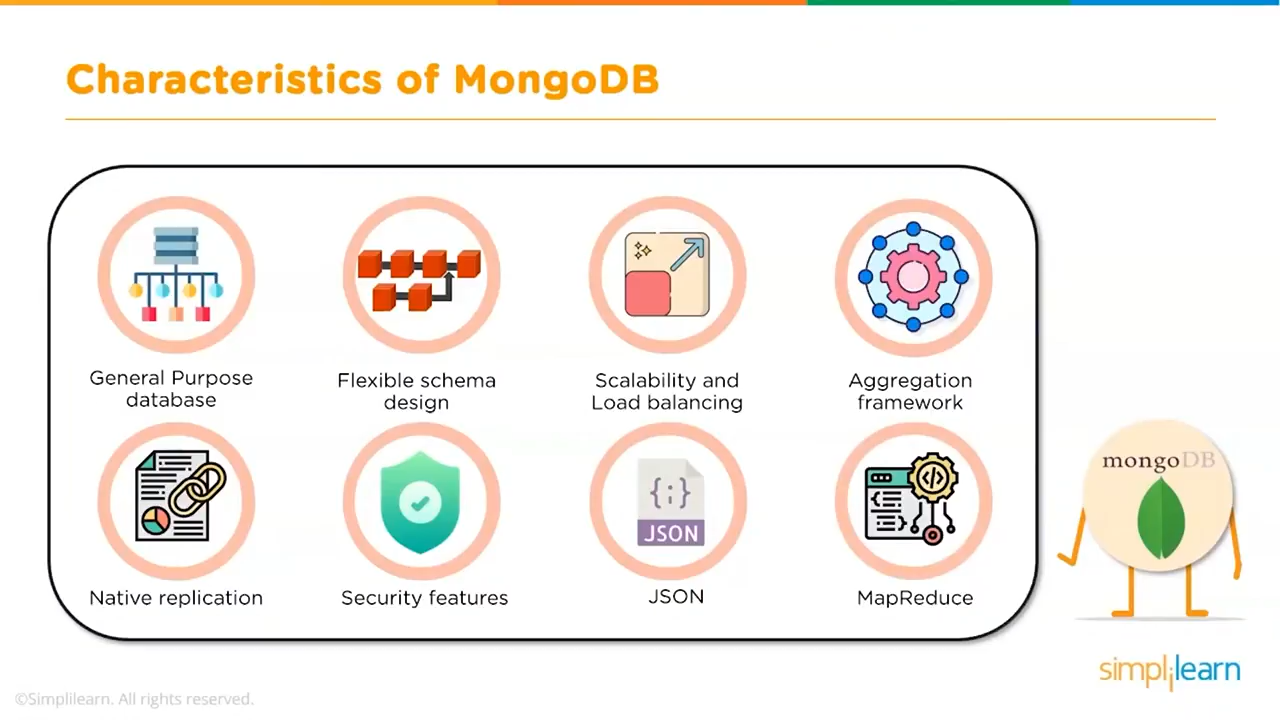 Characteristics of MongoDB
General Purpose
database
Flexible schema
design
Scalability and
Load balancing
Aggregation
framework
JSON
Native replication
Security features
JSON
MapReduce
mongoDB
simplilearn
©Simplilearn. All rights reserved.